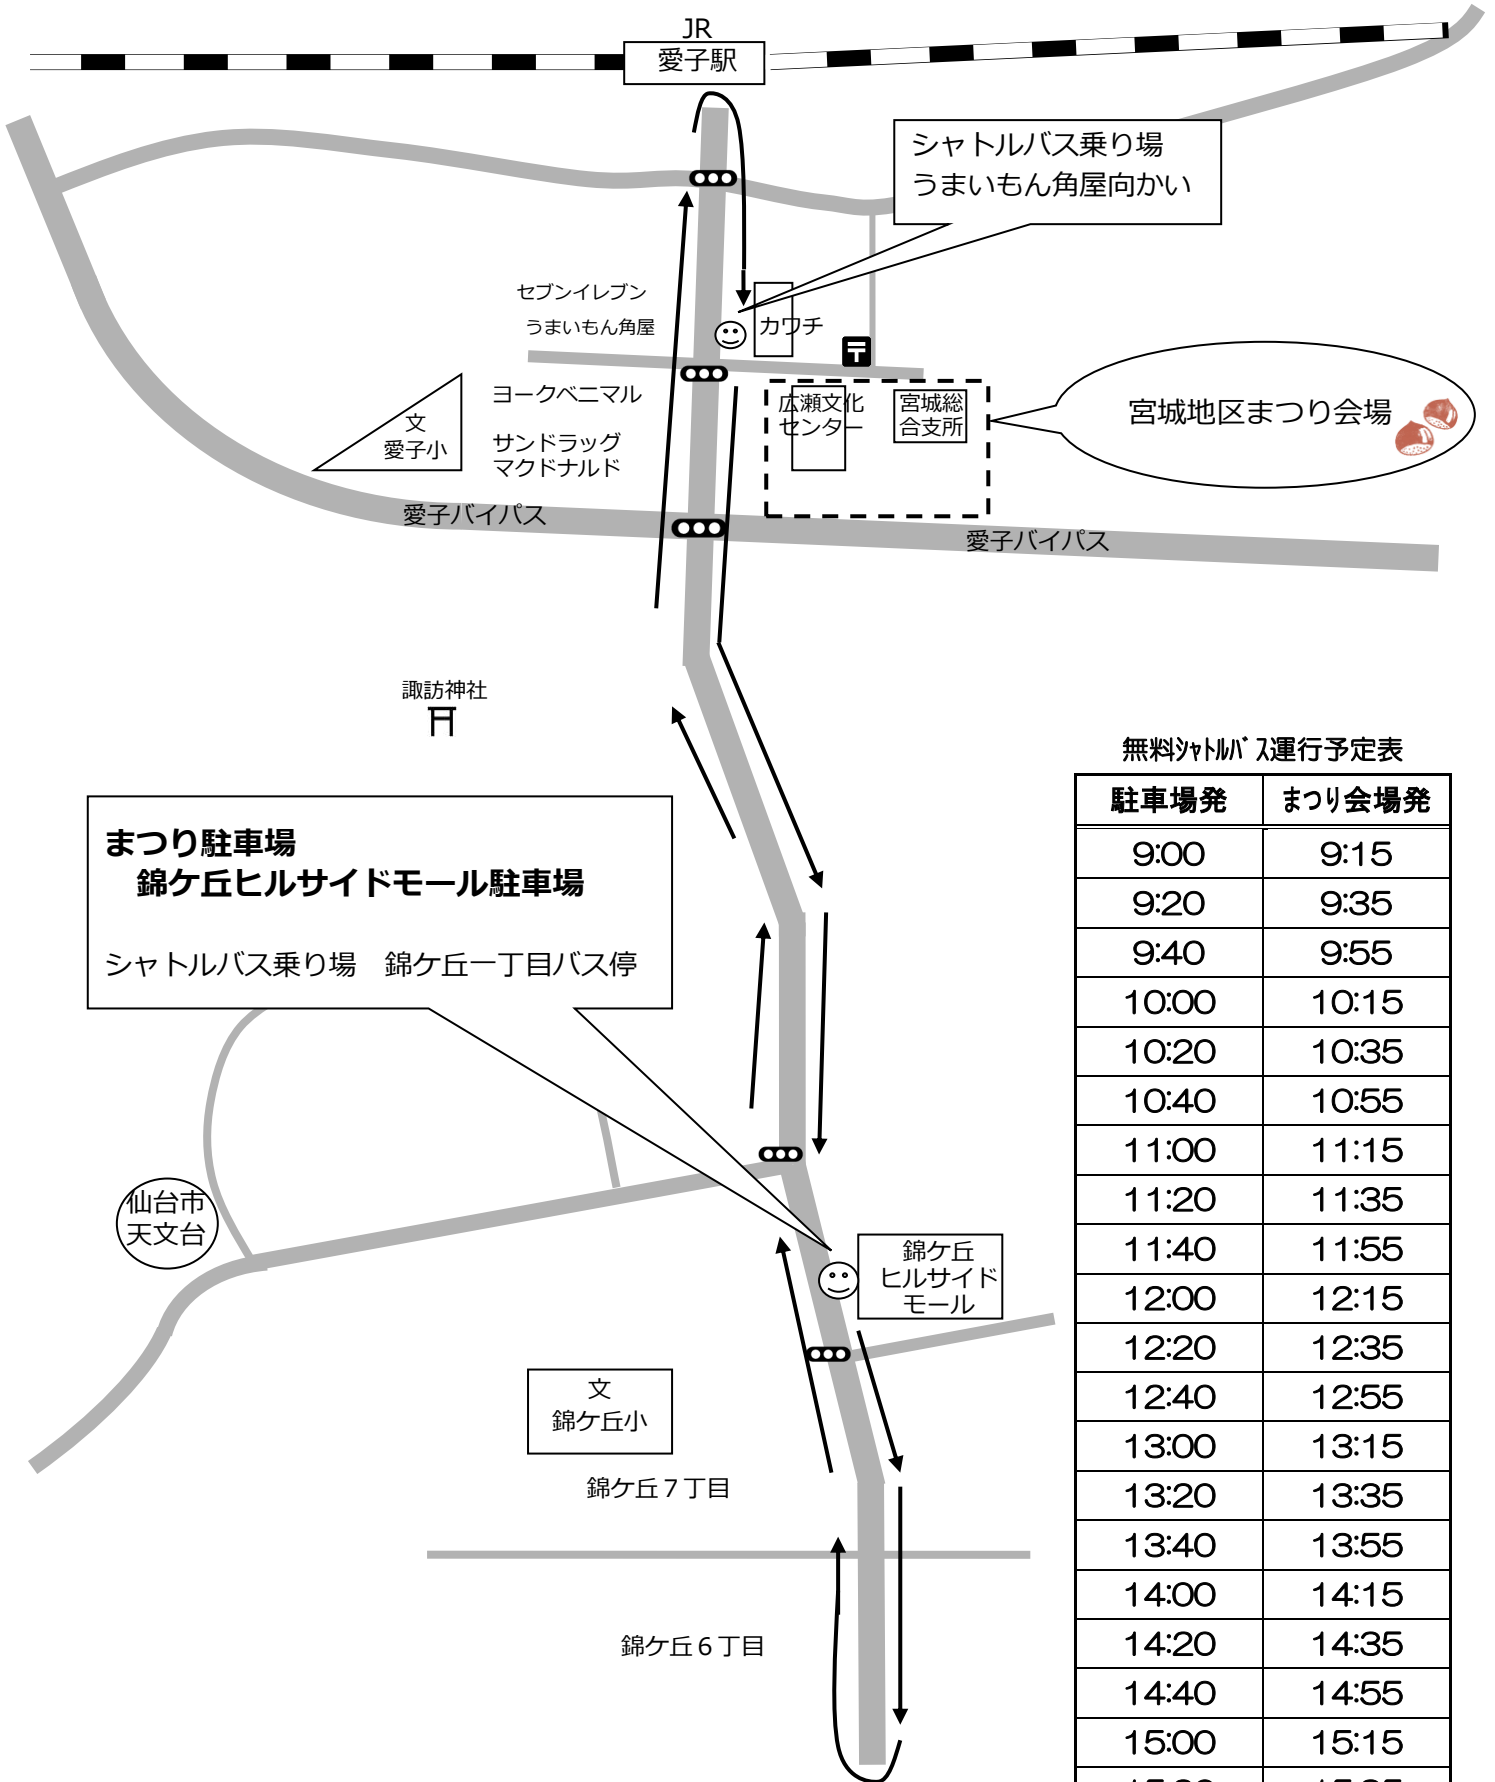 JR
愛子駅
シャトルバス乗り場
うまいもん角屋向かい
セブンイレブン
うまいもん角屋
カワチ
〒
ヨークベニマル
広瀬文化
センター
宮城総
合支所
宮城地区まつり会場
文
愛子小
サンドラッグ
マクドナルド
愛子バイパス
愛子バイパス
諏訪神社
まつり駐車場
錦ケ丘ヒルサイドモール駐車場
シャトルバス乗り場　錦ケ丘一丁目バス停
仙台市
天文台
錦ケ丘
ヒルサイド
モール
文
錦ケ丘小
錦ケ丘７丁目
錦ケ丘６丁目
無料ｼｬﾄﾙﾊﾞｽ運行予定表
駐車場発 まつり会場発
9:00 9:15
9:20 9:35
9:40 9:55
10:00 10:15
10:20 10:35
10:40 10:55
11:00 11:15
11:20 11:35
11:40 11:55
12:00 12:15
12:20 12:35
12:40 12:55
13:00 13:15
13:20 13:35
13:40 13:55
14:00 14:15
14:20 14:35
14:40 14:55
15:00 15:15